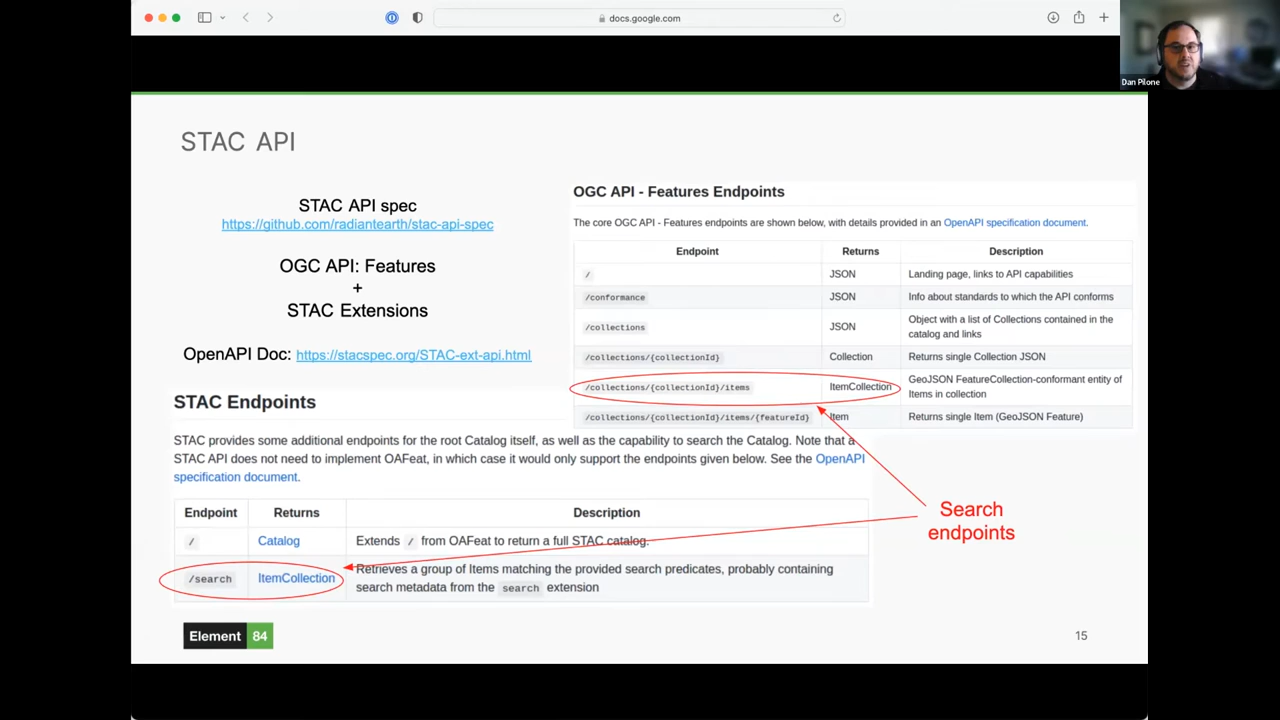 docs.google.com
Dan Pilone
STAC API
STAC API spec
https://github.com/radiantearth/stac-api-spec
OGC API: Features
+
STAC Extensions
OpenAPI Doc: https://stacspec.org/STAC-ext-api.html
OGC API - Features Endpoints
The core OGC API - Features endpoints are shown below, with details provided in an OpenAPI specification document.
Endpoint Returns Description
/ JSON Landing page, links to API capabilities
/conformance JSON Info about standards to which the API conforms
/collections JSON Object with a list of Collections contained in the
catalog and links
/collections/{collectionId} Collection Returns single Collection JSON
/collections/{collectionId}/items ItemCollection GeoJSON FeatureCollection-conformant entity of
Items in collection
/collections/{collectionId}/items/{featureId} Item Returns single Item (GeoJSON Feature)
STAC Endpoints
STAC provides some additional endpoints for the root Catalog itself, as well as the capability to search the Catalog. Note that a
STAC API does not need to implement OAFeat, in which case it would only support the endpoints given below. See the OpenAPI
specification document.
Endpoint Returns Description
/ Catalog Extends / from OAFeat to return a full STAC catalog.
/search ItemCollection Retrieves a group of Items matching the provided search predicates, probably containing
search metadata from the search extension
Search
endpoints
Element 84
15